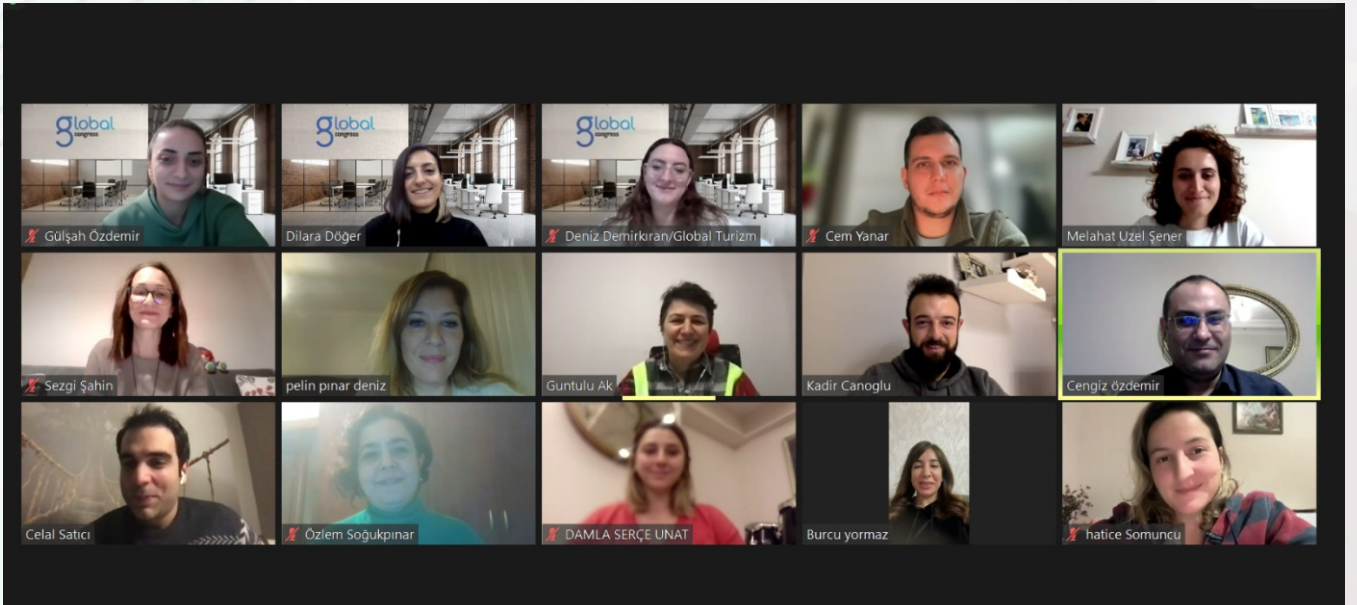 global
congress
global
congress
global
congress
Gülşah Özdemir
Dilara Döğer
Deniz Demirkıran/Global Turizm
Cem Yanar
Melahat Uzel Şener
Sezgi Şahin
pelin pınar deniz
Guntulu Ak
Kadir Canoglu
Cengiz özdemir
Celal Satıcı
Özlem Soğukpınar
DAMLA SERÇE UNAT
Burcu yormaz
hatice Somuncu